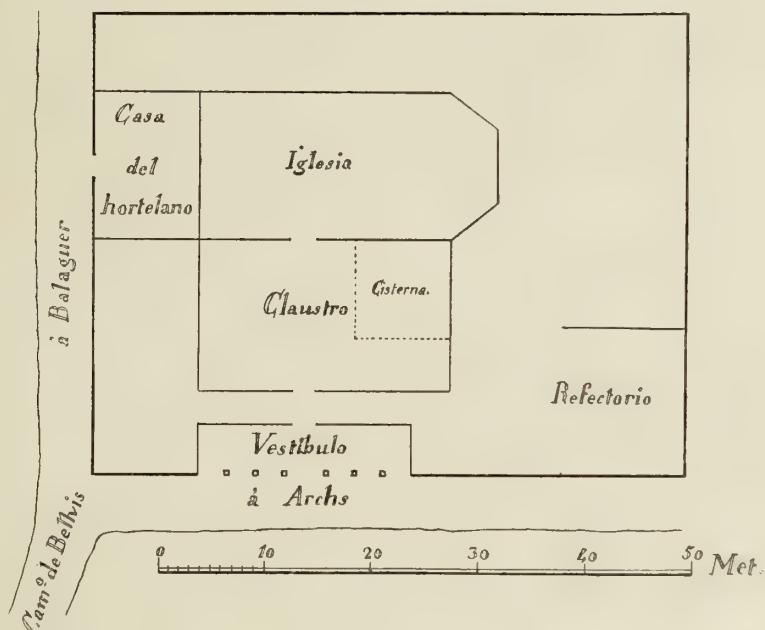 Casa
del
hortelano
Iglesia
Claustro
Cisterna.
Refectorio
Vestíbulo
á Archs
á Balaguer
Cam.º de Bellvis
0 10 20 30 40 50 Met.